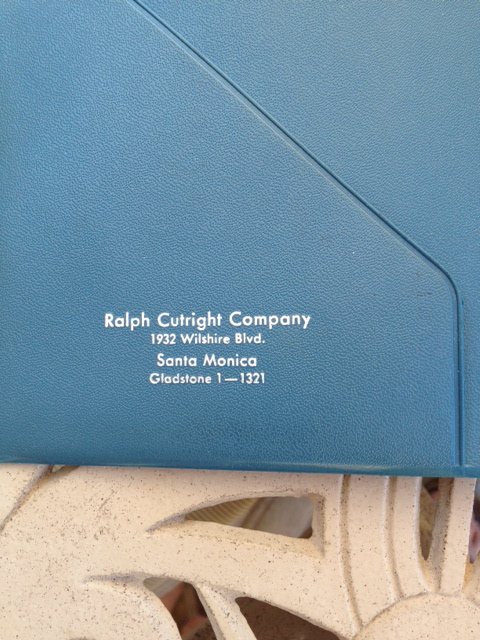 Ralph Cutright Company
1932 Wilshire Blvd.
Santa Monica
Gladstone 1—1321